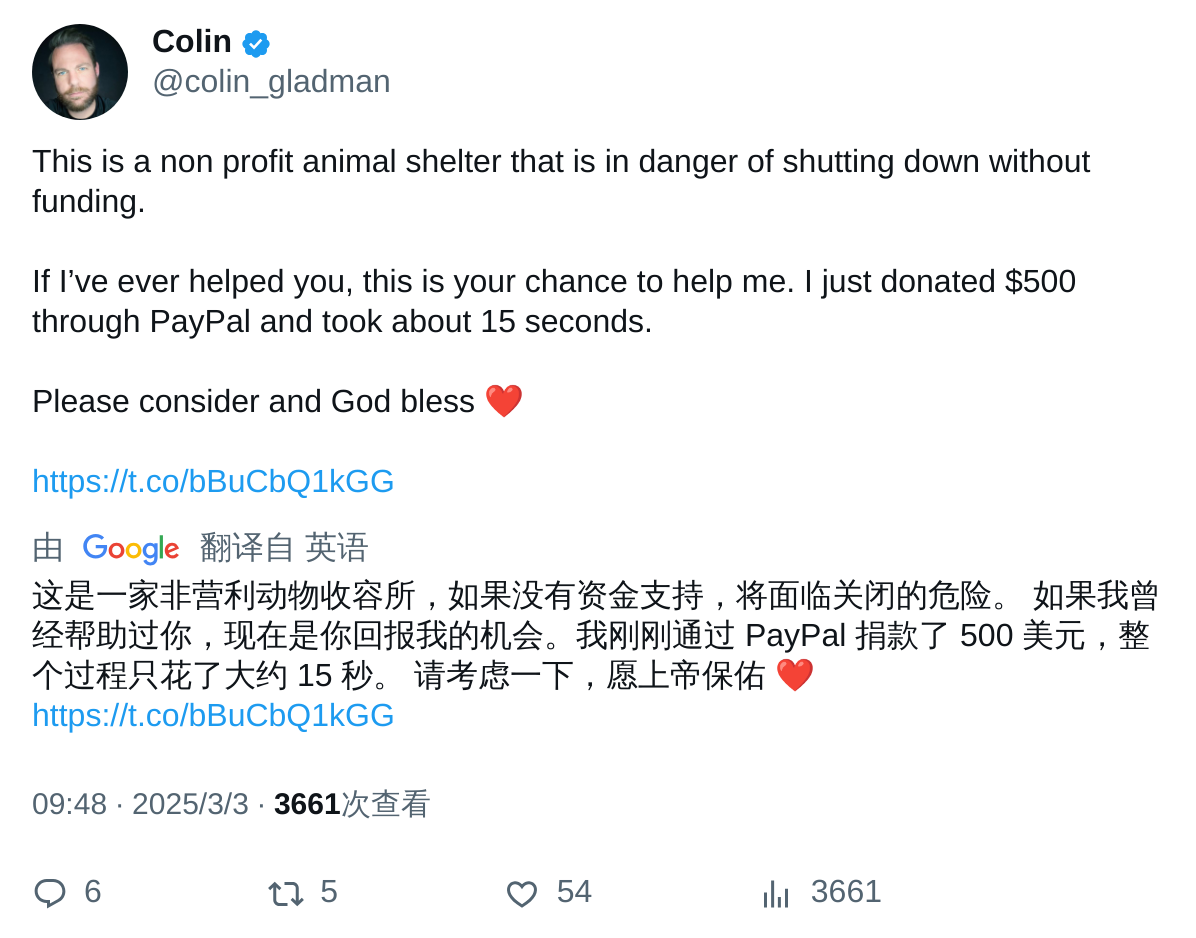 Colin
@colin_gladman
This is a non profit animal shelter that is in danger of shutting down without
funding.
If I’ve ever helped you, this is your chance to help me. I just donated $500
through PayPal and took about 15 seconds.
Please consider and God bless ❤️
https://t.co/bBuCbQ1kGG
由 Google 翻译自 英语
这是一家非营利动物收容所，如果没有资金支持，将面临关闭的危险。 如果我曾
经帮助过你，现在是你回报我的机会。我刚刚通过 PayPal 捐款了 500 美元，整
个过程只花了大约 15 秒。 请考虑一下，愿上帝保佑 ❤️
https://t.co/bBuCbQ1kGG
09:48 · 2025/3/3 · 3661次查看
6 5 54 3661